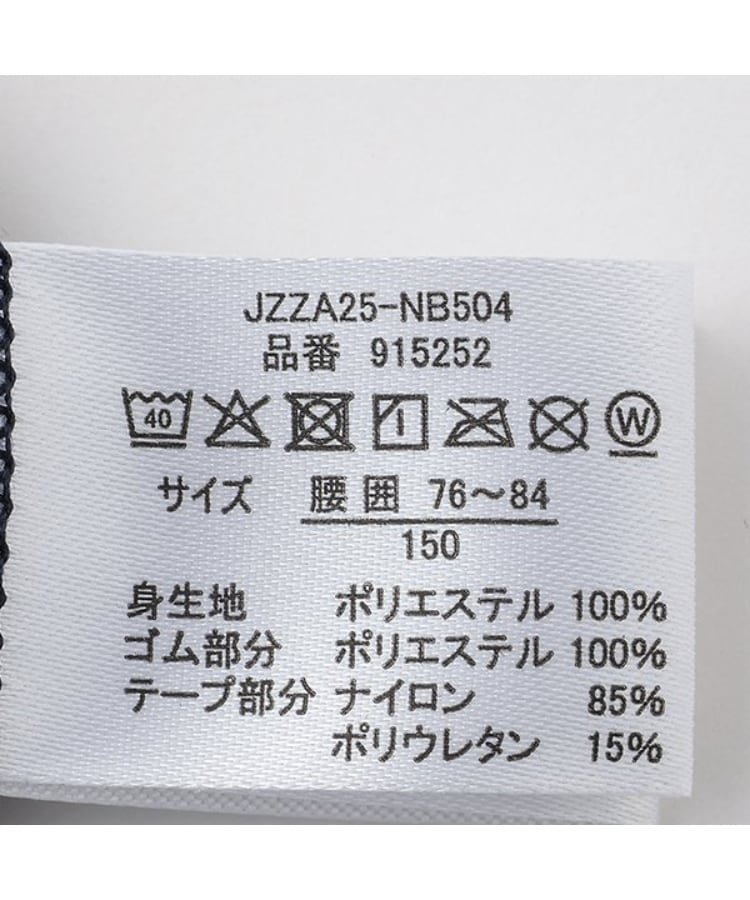 JZZA25-NB504
品番 915252
40 W
サイズ 腰囲 76～84
150
身生地 ポリエステル 100%
ゴム部分 ポリエステル 100%
テープ部分 ナイロン 85%
ポリウレタン 15%